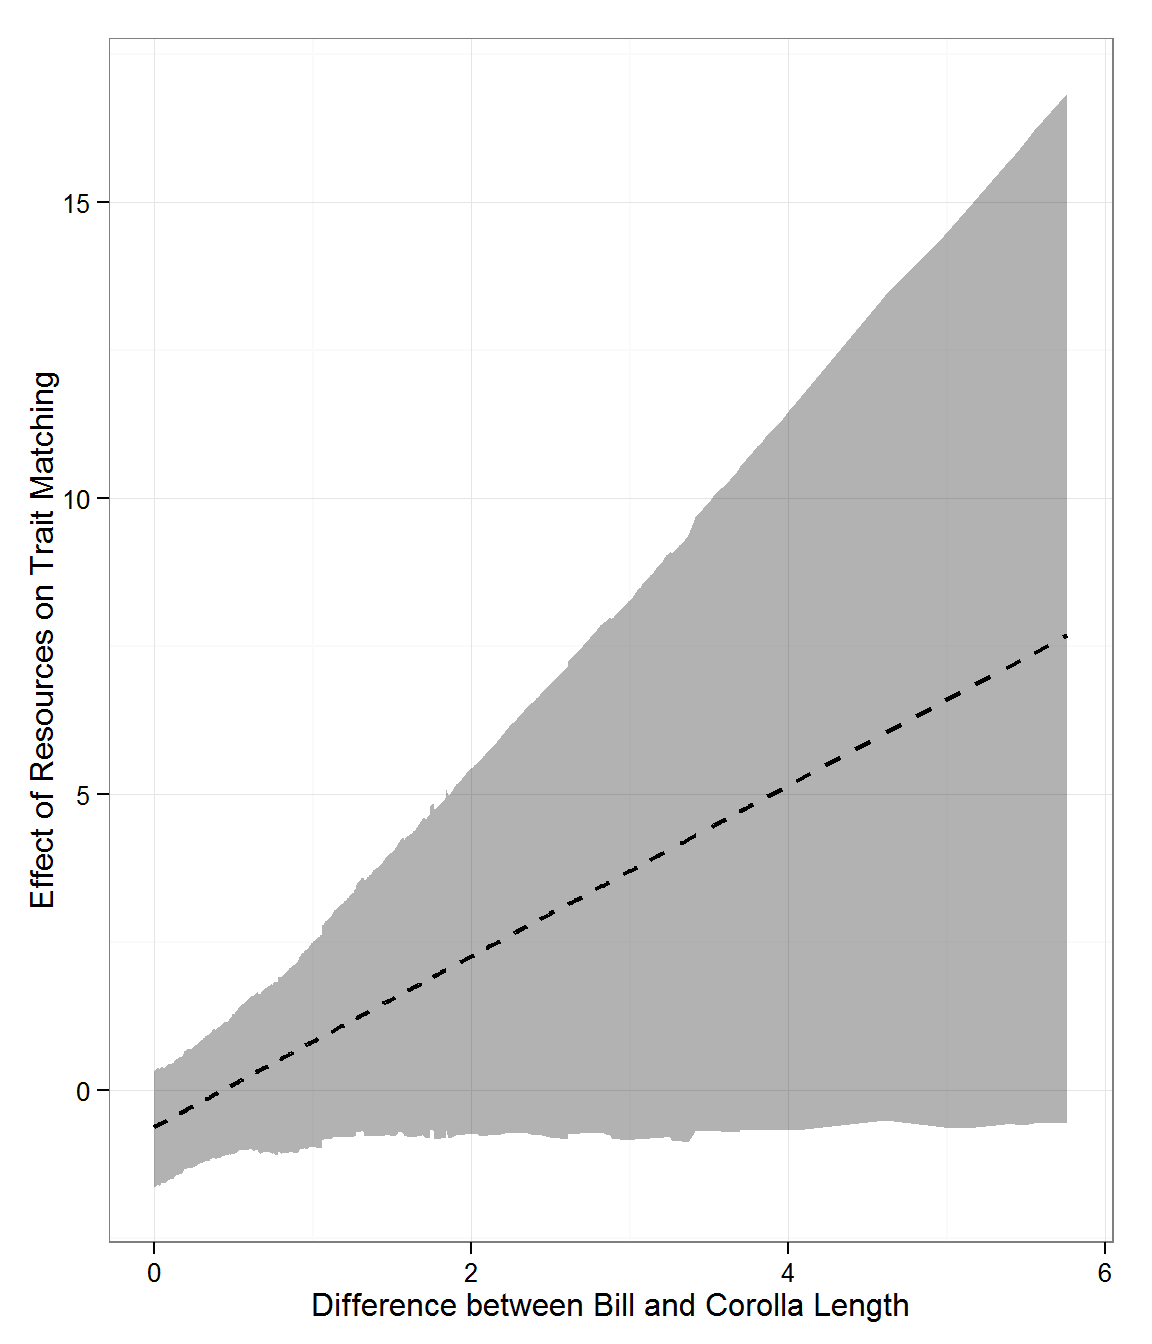 Effect of Resources on Trait Matching
15
10
5
0
0 2 4 6
Difference between Bill and Corolla Length